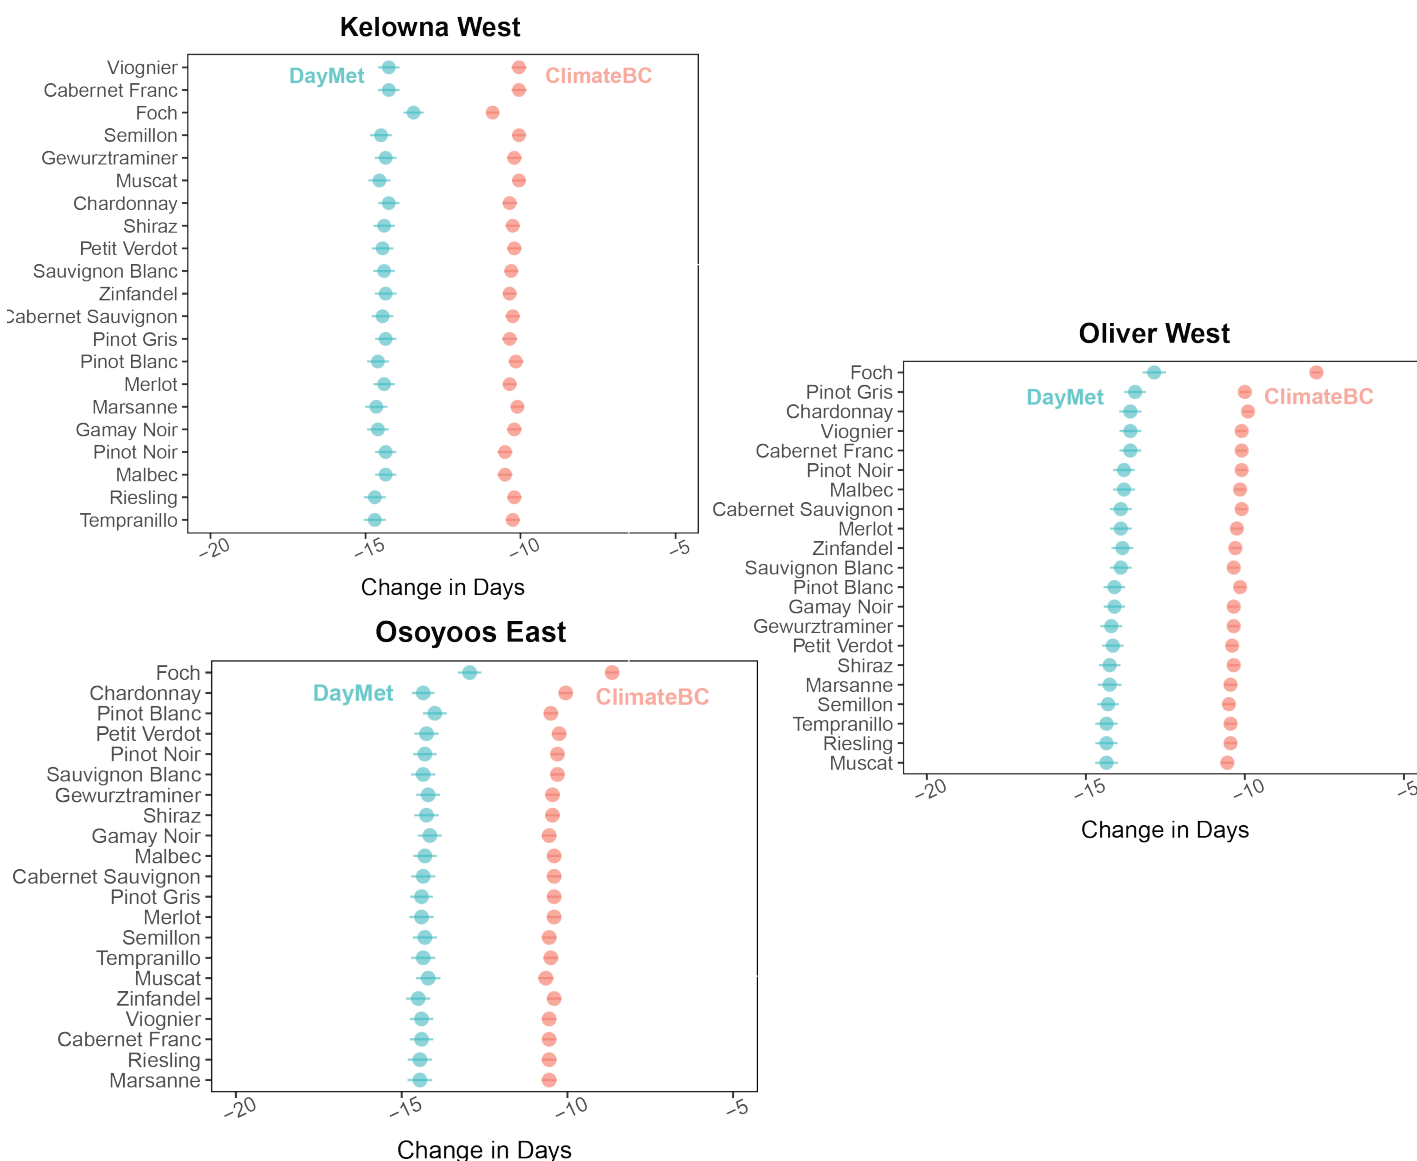 Kelowna West
DayMet
ClimateBC
Viognier
Cabernet Franc
Foch
Semillon
Gewurztraminer
Muscat
Chardonnay
Shiraz
Petit Verdot
Sauvignon Blanc
Zinfandel
Cabernet Sauvignon
Pinot Gris
Pinot Blanc
Merlot
Marsanne
Gamay Noir
Pinot Noir
Malbec
Riesling
Tempranillo
−20 −15 −10 −5
Change in Days
Oliver West
DayMet
ClimateBC
Foch
Pinot Gris
Chardonnay
Viognier
Cabernet Franc
Pinot Noir
Malbec
Cabernet Sauvignon
Merlot
Zinfandel
Sauvignon Blanc
Pinot Blanc
Gamay Noir
Gewurztraminer
Petit Verdot
Shiraz
Marsanne
Semillon
Tempranillo
Riesling
Muscat
−20 −15 −10 −5
Change in Days
Osoyoos East
DayMet
ClimateBC
Foch
Chardonnay
Pinot Blanc
Petit Verdot
Pinot Noir
Sauvignon Blanc
Gewurztraminer
Shiraz
Gamay Noir
Malbec
Cabernet Sauvignon
Pinot Gris
Merlot
Semillon
Tempranillo
Muscat
Zinfandel
Viognier
Cabernet Franc
Riesling
Marsanne
−20 −15 −10 −5
Change in Days